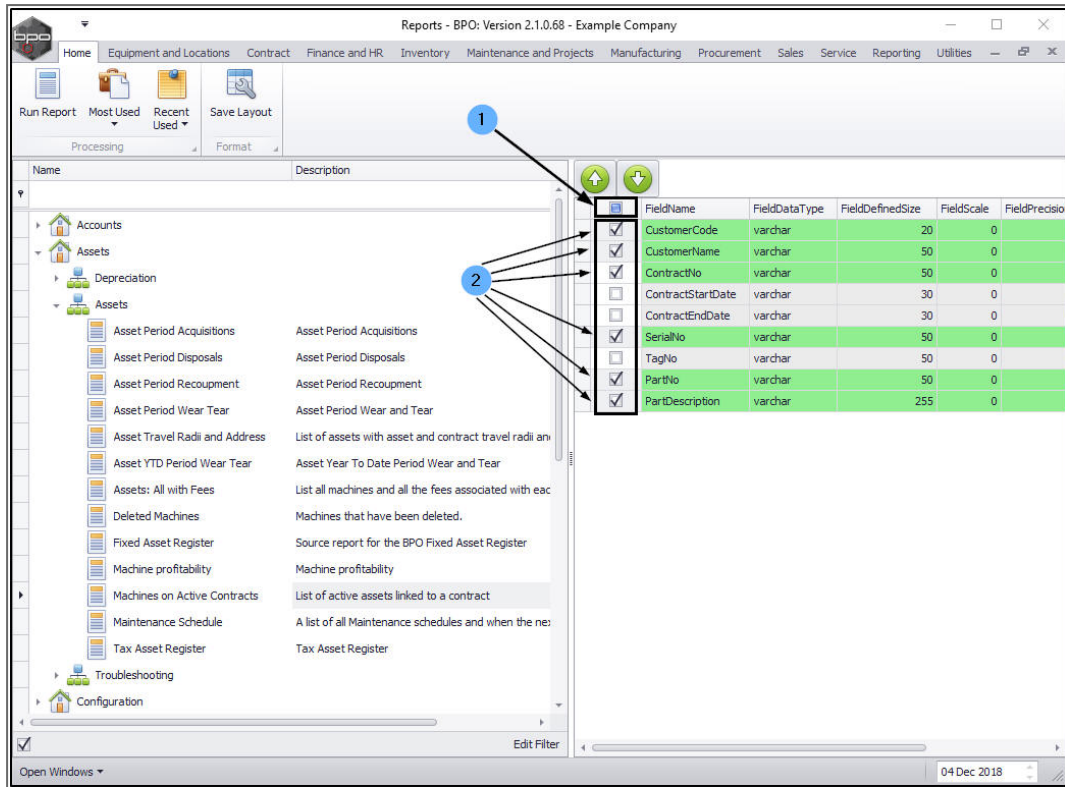 Reports - BPO: Version 2.1.0.68 - Example Company
bpo
Home Equipment and Locations Contract Finance and HR Inventory Maintenance and Projects Manufacturing Procurement Sales Service Reporting Utilities
Run Report Most Used Recent Used Save Layout
Processing Format
1
Name Description
FieldName FieldDataType FieldDefinedSize FieldScale FieldPrecisio
Accounts
CustomerCode varchar 20 0
Assets
CustomerName varchar 50 0
Depreciation
ContractNo varchar 50 0
2
Assets
ContractStartDate varchar 30 0
ContractEndDate varchar 30 0
Asset Period Acquisitions Asset Period Acquisitions
SerialNo varchar 50 0
Asset Period Disposals Asset Period Disposals
TagNo varchar 50 0
Asset Period Recoupment Asset Period Recoupment
PartNo varchar 50 0
Asset Period Wear Tear Asset Period Wear and Tear
PartDescription varchar 255 0
Asset Travel Radii and Address List of assets with asset and contract travel radii an
Asset YTD Period Wear Tear Asset Year To Date Period Wear and Tear
Assets: All with Fees List all machines and all the fees associated with eac
Deleted Machines Machines that have been deleted.
Fixed Asset Register Source report for the BPO Fixed Asset Register
Machine profitability Machine profitability
Machines on Active Contracts List of active assets linked to a contract
Maintenance Schedule A list of all Maintenance schedules and when the nex
Tax Asset Register Tax Asset Register
Troubleshooting
Configuration
Edit Filter
Open Windows 04 Dec 2018